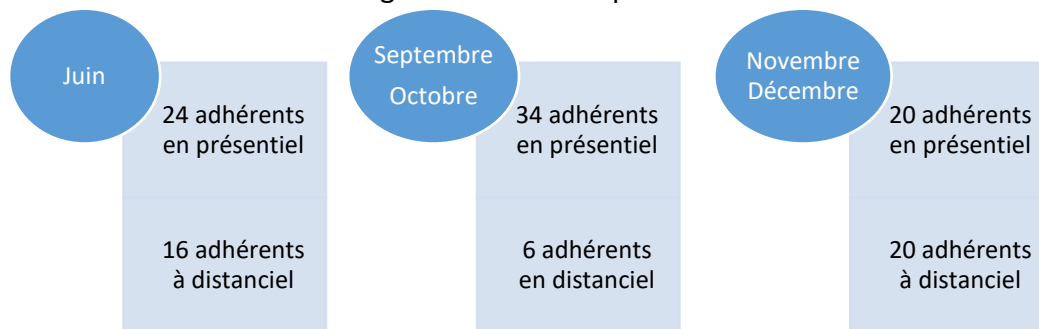 Juin
24 adhérents
en présentiel
16 adhérents
à distanciel
Septembre
Octobre
34 adhérents
en présentiel
6 adhérents
en distanciel
Novembre
Décembre
20 adhérents
en présentiel
20 adhérents
à distanciel